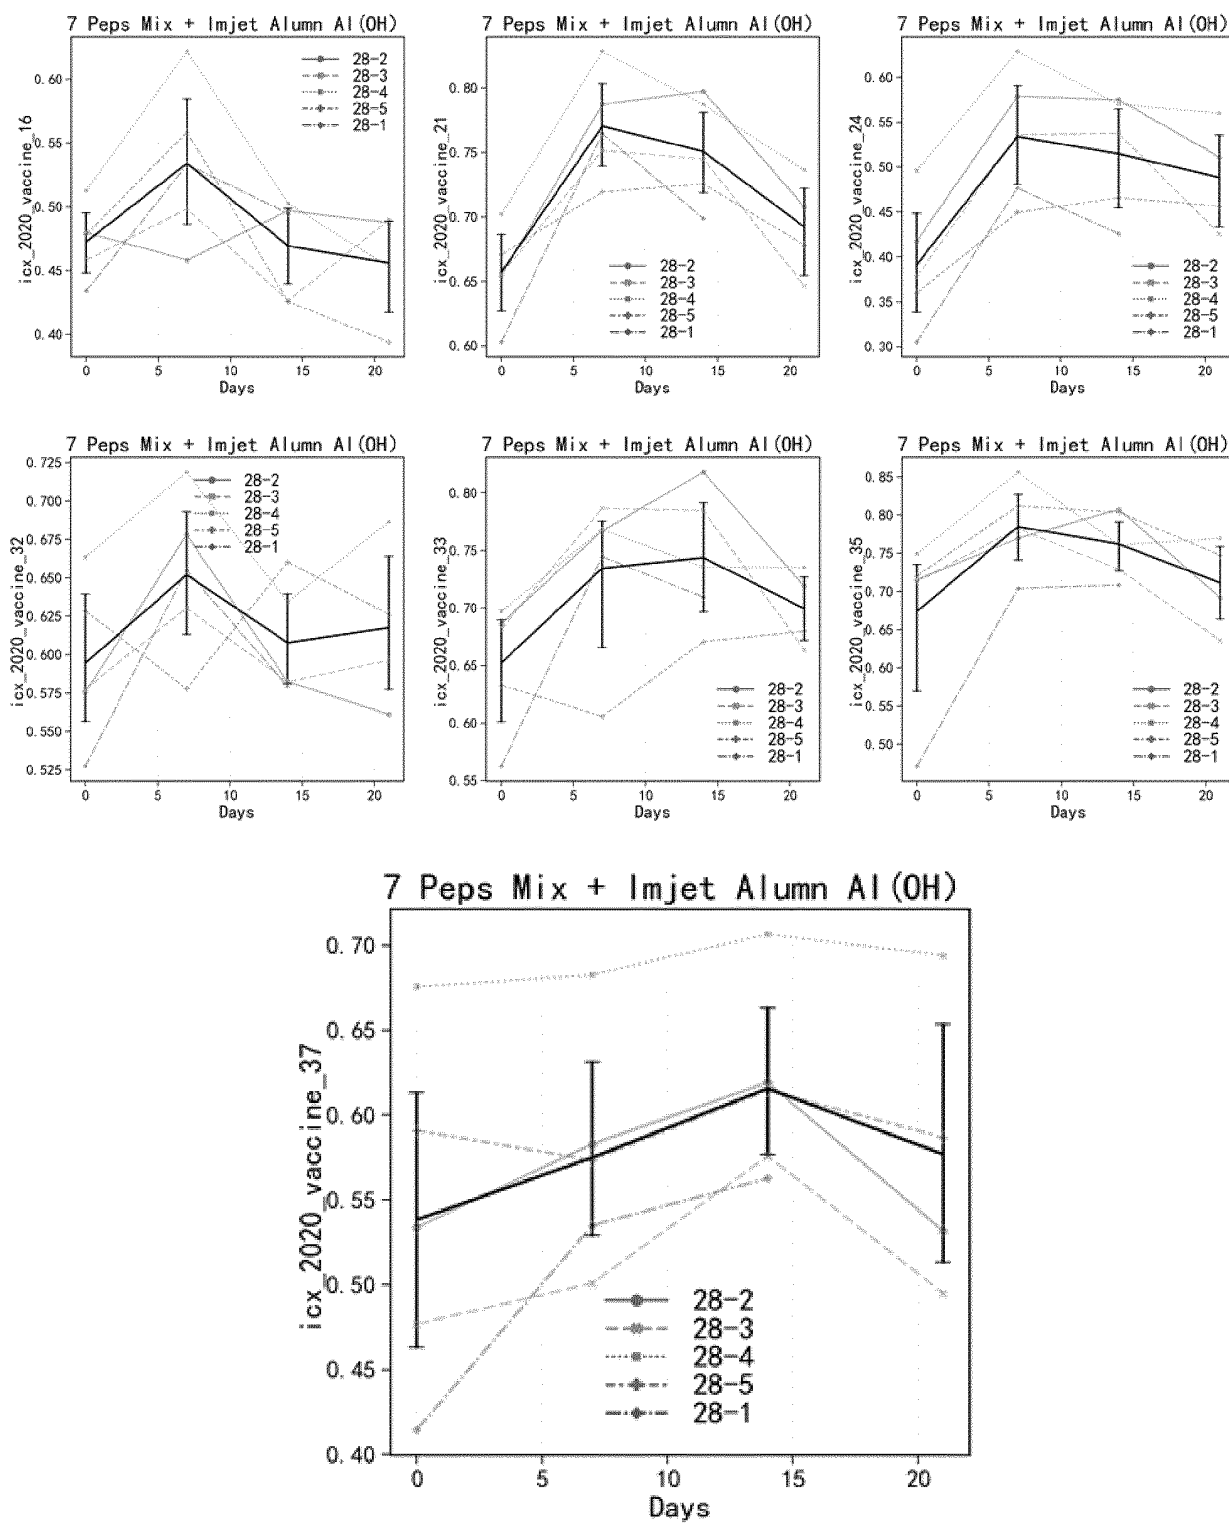 7 Peps Mix + Imjet Alumn Al(OH)
icx_2020_vaccine_16
0.60
0.55
0.50
0.45
0.40
28-2
28-3
28-4
28-5
28-1
0 5 10 15 20
Days
7 Peps Mix + Imjet Alumn Al(OH)
icx_2020_vaccine_21
0.80
0.75
0.70
0.65
0.60
28-2
28-3
28-4
28-5
28-1
0 5 10 15 20
Days
7 Peps Mix + Imjet Alumn Al(OH)
icx_2020_vaccine_24
0.60
0.55
0.50
0.45
0.40
0.35
0.30
28-2
28-3
28-4
28-5
28-1
0 5 10 15 20
Days
7 Peps Mix + Imjet Alumn Al(OH)
icx_2020_vaccine_32
0.725
0.700
0.675
0.650
0.625
0.600
0.575
0.550
0.525
28-2
28-3
28-4
28-5
28-1
0 5 10 15 20
Days
7 Peps Mix + Imjet Alumn Al(OH)
icx_2020_vaccine_33
0.80
0.75
0.70
0.65
0.60
0.55
28-2
28-3
28-4
28-5
28-1
0 5 10 15 20
Days
7 Peps Mix + Imjet Alumn Al(OH)
icx_2020_vaccine_35
0.85
0.80
0.75
0.70
0.65
0.60
0.55
0.50
28-2
28-3
28-4
28-5
28-1
0 5 10 15 20
Days
7 Peps Mix + Imjet Alumn Al(OH)
icx_2020_vaccine_37
0.70
0.65
0.60
0.55
0.50
0.45
0.40
28-2
28-3
28-4
28-5
28-1
0 5 10 15 20
Days